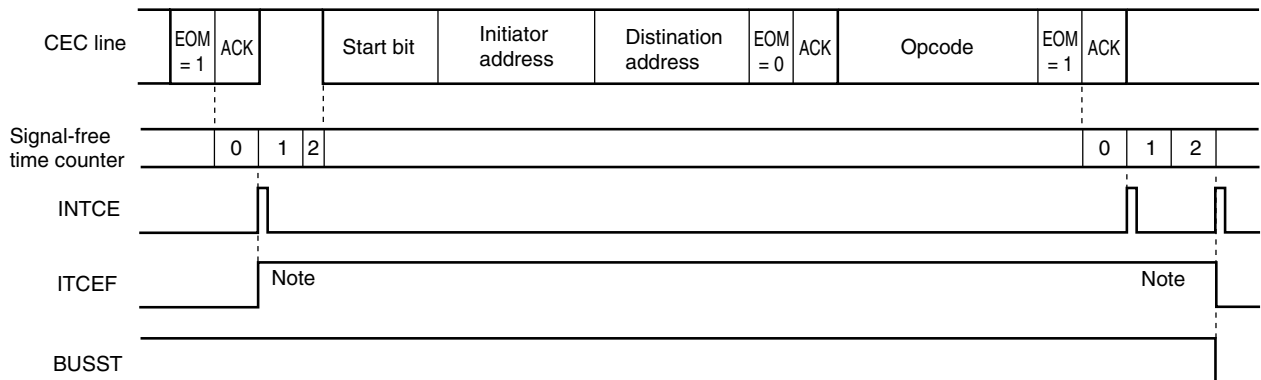 CEC line
EOM = 1
ACK
Start bit
Initiator address
Distination address
EOM = 0
ACK
Opcode
EOM = 1
ACK
Signal-free time counter
0
1
2
0
1
2
INTCE
ITCEF
Note
Note
BUSST